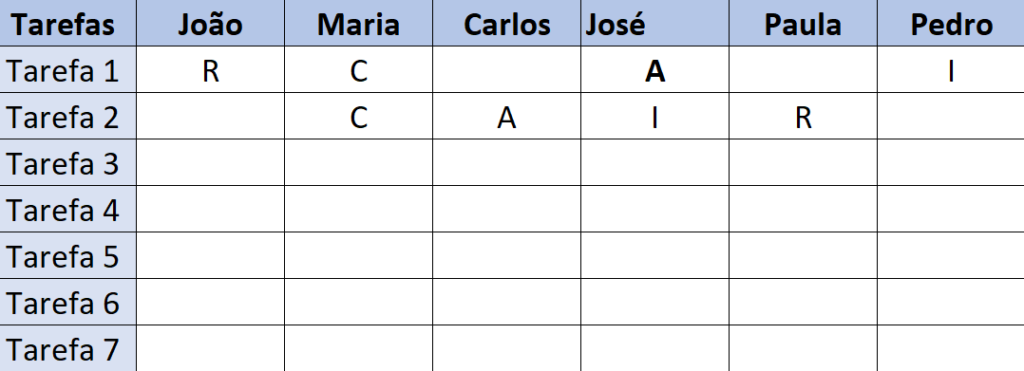 Tarefas João Maria Carlos José Paula Pedro
Tarefa 1 R C A I
Tarefa 2 C A I R
Tarefa 3
Tarefa 4
Tarefa 5
Tarefa 6
Tarefa 7